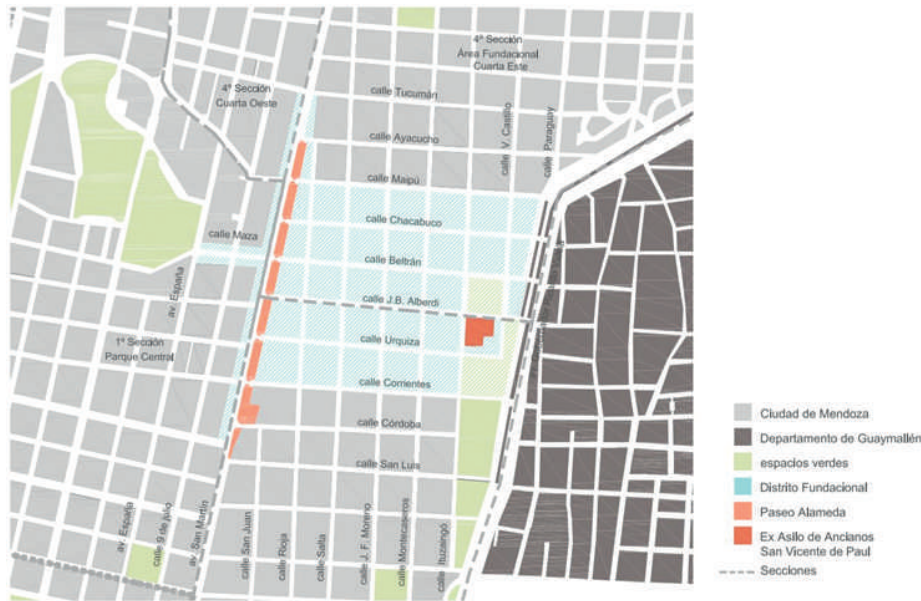 4ª Sección
Área Fundacional
Cuarta Este
4ª Sección
Cuarta Oeste
calle Tucumán
calle V. Castillo
calle Paraguay
calle Ayacucho
calle Maipú
calle Chacabuco
calle Maza
calle Beltrán
av. España
calle J.B. Alberdi
1ª Sección
Parque Central
calle Urquiza
calle Corrientes
calle Córdoba
calle San Luis
av. España
calle 9 de julio
av. San Martín
calle San Juan
calle Rioja
calle Salta
calle J. F. Moreno
calle Montecaseros
calle Ituzaingó
Ciudad de Mendoza
Departamento de Guaymallén
espacios verdes
Distrito Fundacional
Paseo Alameda
Ex Asilo de Ancianos
San Vicente de Paul
Secciones